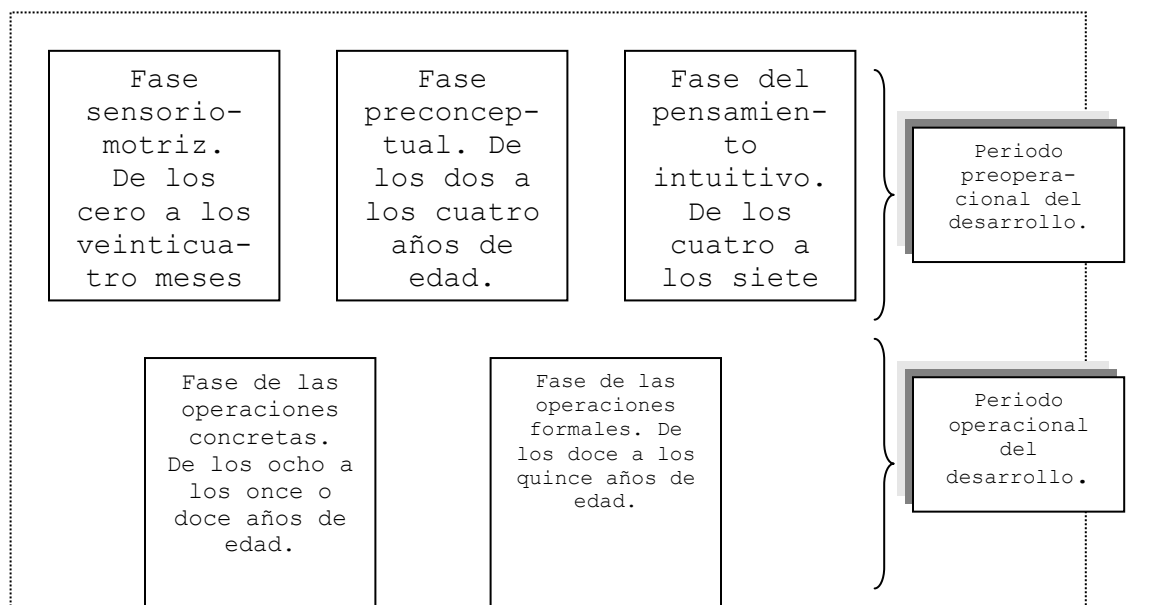 Fase
sensorio-
motriz.
De los
cero a los
veinticua-
tro meses
Fase
preconcep-
tual. De
los dos a
los cuatro
años de
edad.
Fase del
pensamien-
to
intuitivo.
De los
cuatro a
los siete
Periodo
preopera-
cional del
desarrollo.
Fase de las
operaciones
concretas.
De los ocho a
los once o
doce años de
edad.
Fase de las
operaciones
formales. De
los doce a los
quince años de
edad.
Periodo
operacional
del
desarrollo.